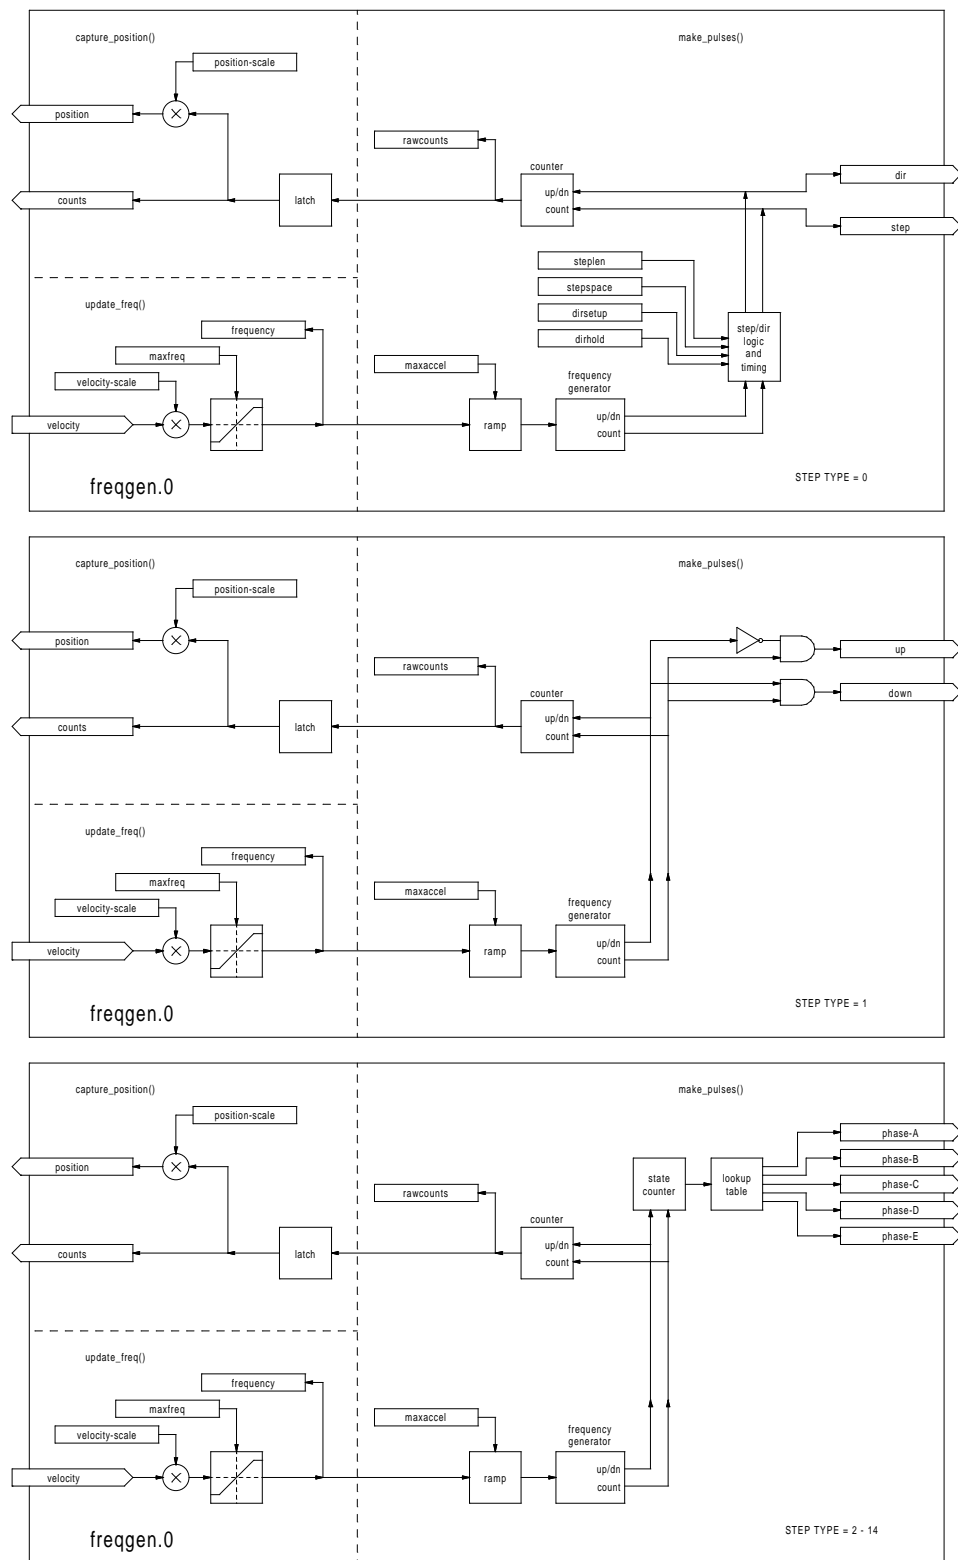 capture_position()
make_pulses()
position-scale
position
rawcounts
counter
up/dn
count
dir
counts
latch
step
steplen
stepspace
dirsetup
dirhold
step/dir
logic
and
timing
update_freq()
frequency
maxfreq
maxaccel
velocity-scale
frequency
generator
velocity
ramp
up/dn
count
freqgen.0
STEP TYPE = 0
capture_position()
make_pulses()
position-scale
position
up
rawcounts
down
counter
up/dn
count
counts
latch
update_freq()
frequency
maxfreq
maxaccel
velocity-scale
frequency
generator
velocity
ramp
up/dn
count
freqgen.0
STEP TYPE = 1
capture_position()
make_pulses()
position-scale
position
state
counter
lookup
table
phase-A
phase-B
phase-C
phase-D
phase-E
rawcounts
counter
up/dn
count
counts
latch
update_freq()
frequency
maxfreq
maxaccel
velocity-scale
frequency
generator
velocity
ramp
up/dn
count
freqgen.0
STEP TYPE = 2 - 14